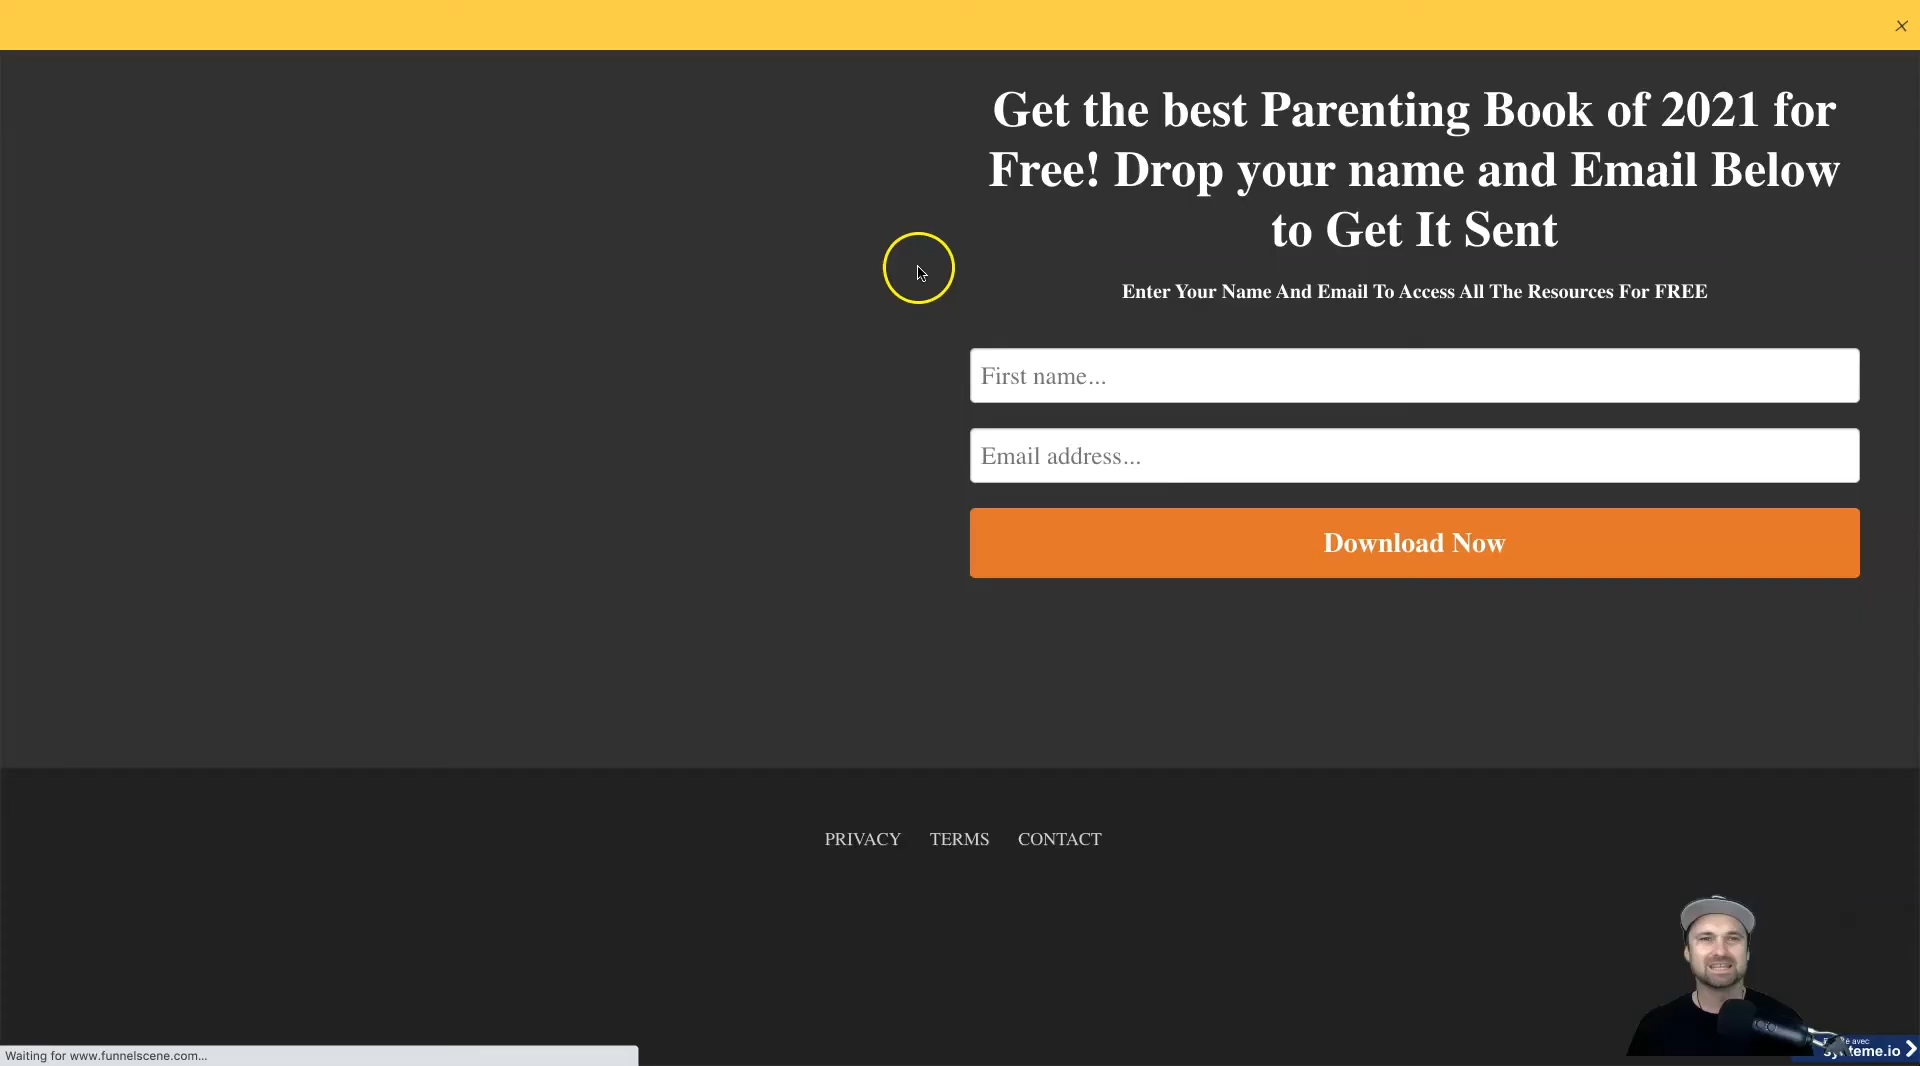 Get the best Parenting Book of 2021 for
Free! Drop your name and Email Below
to Get It Sent
Enter Your Name And Email To Access All The Resources For FREE
First name...
Email address...
Download Now
PRIVACY TERMS CONTACT
Waiting for www.funnelscene.com...
avec